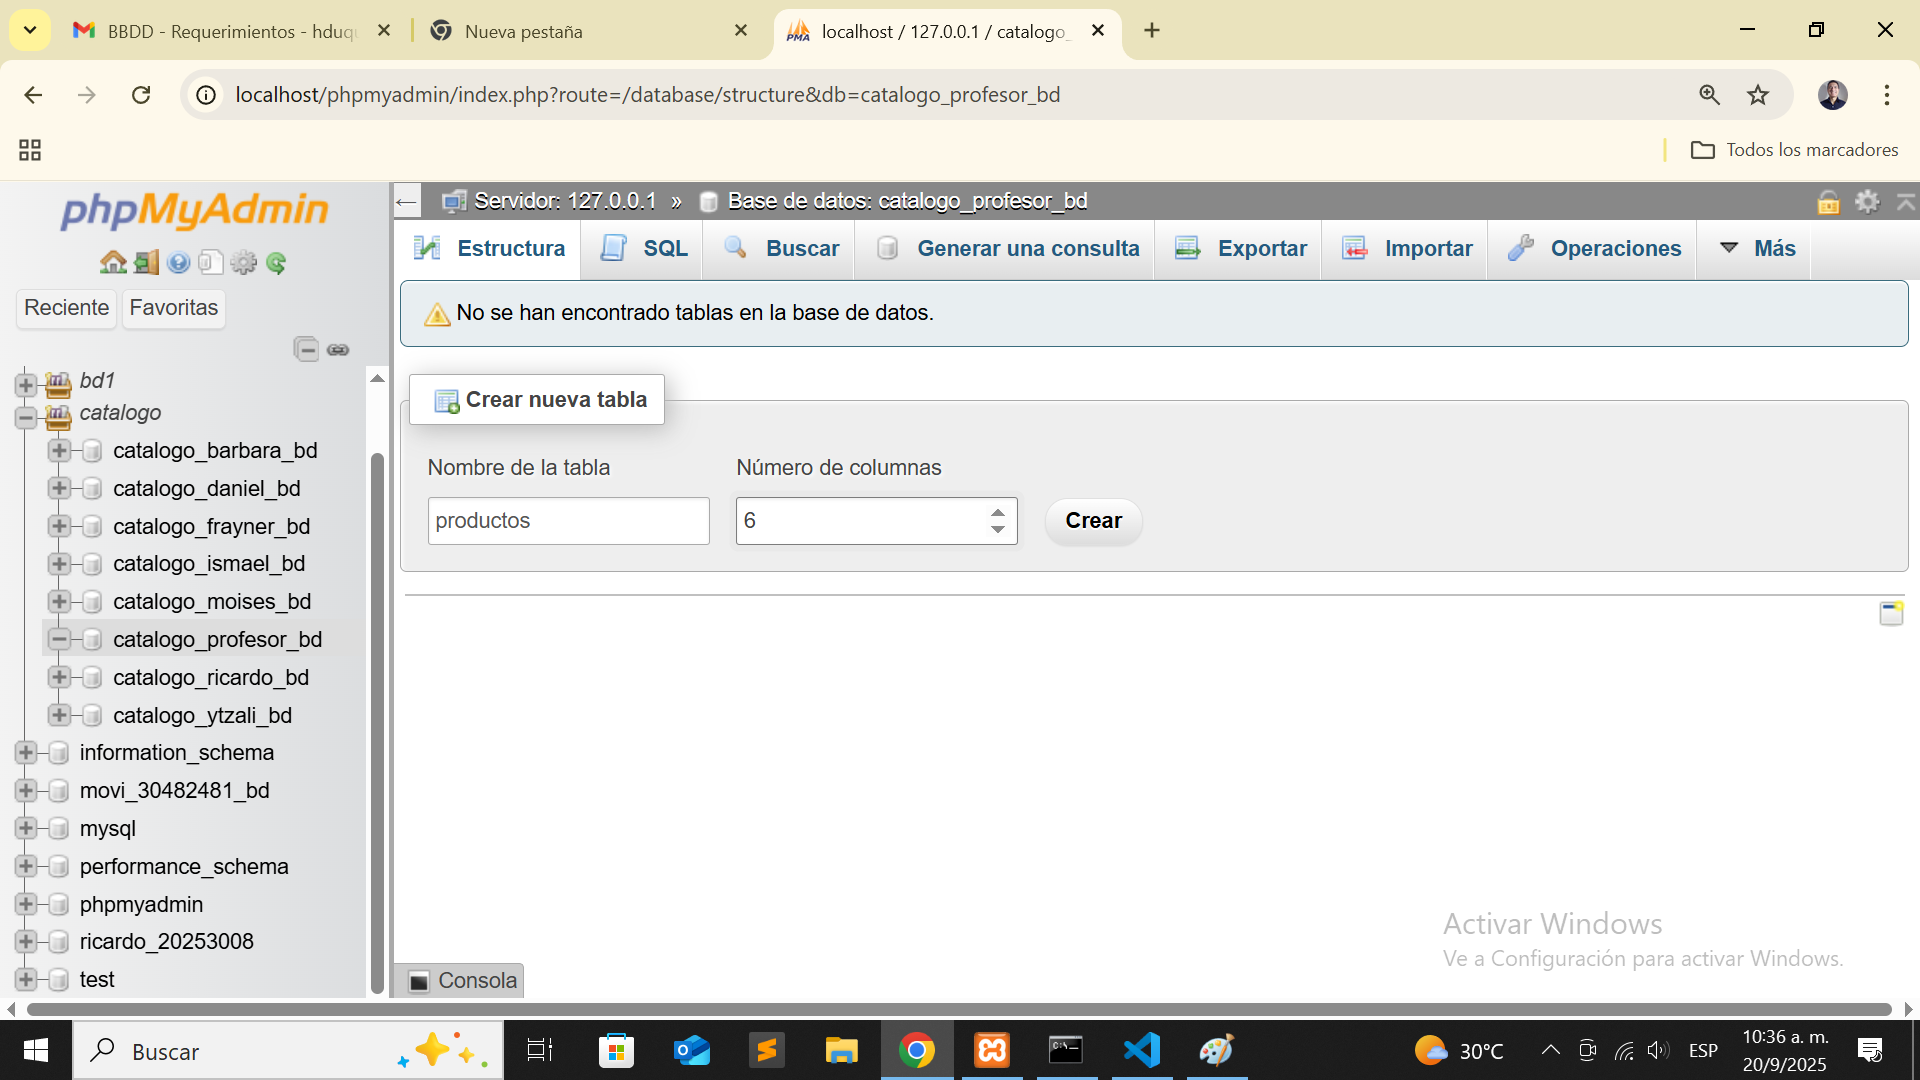 BBDD - Requerimientos - hduq
Nueva pestaña
localhost / 127.0.0.1 / catalogo_
localhost/phpmyadmin/index.php?route=/database/structure&db=catalogo_profesor_bd
Todos los marcadores
phpMyAdmin
Reciente
Favoritas
bd1
catalogo
catalogo_barbara_bd
catalogo_daniel_bd
catalogo_frayner_bd
catalogo_ismael_bd
catalogo_moises_bd
catalogo_profesor_bd
catalogo_ricardo_bd
catalogo_ytzali_bd
information_schema
movi_30482481_bd
mysql
performance_schema
phpmyadmin
ricardo_20253008
test
Servidor: 127.0.0.1 » Base de datos: catalogo_profesor_bd
Estructura
SQL
Buscar
Generar una consulta
Exportar
Importar
Operaciones
Más
No se han encontrado tablas en la base de datos.
Crear nueva tabla
Nombre de la tabla
Número de columnas
productos
6
Crear
Activar Windows
Ve a Configuración para activar Windows.
Consola
Buscar
30°C
ESP
10:36 a. m.
20/9/2025